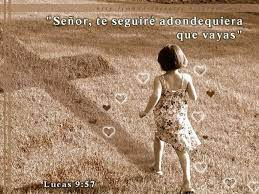 "Señor, te seguiré adondequiera
que vayas"
Lucas 9:57